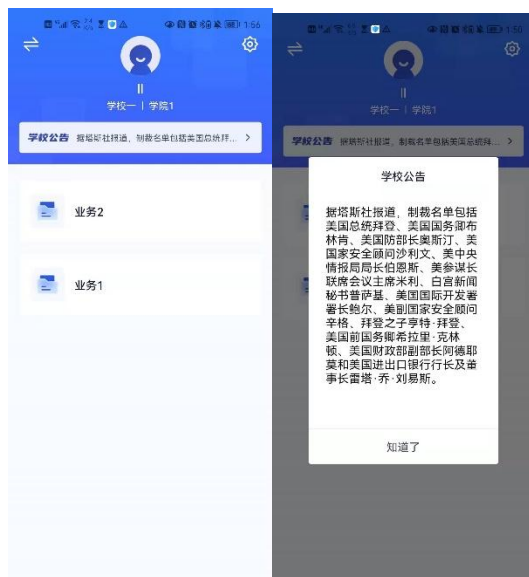 1:56
学校一 | 学院1
学校公告 据塔斯社报道，制裁名单包括美国总统拜... >
业务2
业务1
1:56
学校一 | 学院1
学校公告 据塔斯社报道，制裁名单包括美国总统拜... >
学校公告
据塔斯社报道，制裁名单包括
美国总统拜登、美国国务卿布
林肯、美国防部长奥斯汀、美
国家安全顾问沙利文、美中央
情报局局长伯恩斯、美参谋长
联席会议主席米利、白宫新闻
秘书普萨基、美国国际开发署
署长鲍尔、美副国家安全顾问
辛格、拜登之子亨特·拜登、
美国前国务卿希拉里·克林
顿、美国财政部副部长阿德耶
莫和美国进出口银行行长及董
事长雷塔·乔·刘易斯。
知道了